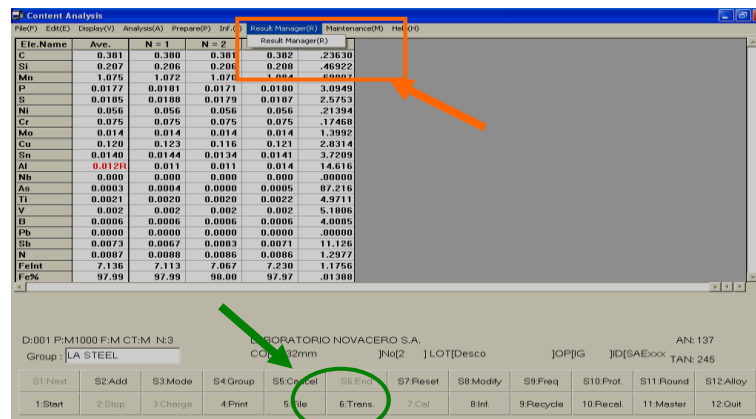 Content Analysis
File(F) Edit(E) Display(V) Analysis(A) Prepare(P) Inf.( Result Manager(R) Maintenance(M) Help(H)
Result Manager(R)
Ele.Name Ave. N = 1 N = 2
C 0.381 0.380 0.381 0.382 .23630
Si 0.207 0.206 0.206 0.208 .46922
Mn 1.075 1.072 1.070 1.084
P 0.0177 0.0181 0.0171 0.0180 3.0949
S 0.0185 0.0188 0.0179 0.0187 2.5753
Ni 0.056 0.056 0.056 0.056 .21394
Cr 0.075 0.075 0.075 0.075 .17468
Mo 0.014 0.014 0.014 0.014 1.3992
Cu 0.120 0.123 0.116 0.121 2.8314
Sn 0.0140 0.0144 0.0134 0.0141 3.7209
Al 0.012R 0.011 0.011 0.014 14.616
Nb 0.000 0.000 0.000 0.000 .00000
As 0.0003 0.0004 0.0000 0.0005 87.216
Ti 0.0021 0.0020 0.0020 0.0022 4.9711
V 0.002 0.002 0.002 0.002 5.1806
B 0.0006 0.0006 0.0006 0.0006 4.0085
Pb 0.0000 0.0000 0.0000 0.0000 .00000
Sb 0.0073 0.0067 0.0083 0.0071 11.126
N 0.0087 0.0088 0.0086 0.0086 1.2977
FeInt 7.136 7.113 7.067 7.230 1.1756
Fe% 97.99 97.99 98.00 97.97 .01388
D:001 P:M1000 F:M CT:M N:3 BORATORIO NOVACERO S.A. AN: 137
Group : LA STEEL 32mm ]No[2 ] LOT[Desco ]OP[IG ]ID[SAExxx TAN: 245
S1:Next S2:Add S3:Mode S4:Group S5:Cancel S6:End S7:Reset S8:Modify S9:Freq S10:Prof. S11:Round S12:Alloy
1:Start 2:Stop 3:Charge 4:Print 5:File 6:Trans. 7:Cal 8:Inf. 9:Recycle 10:Recal. 11:Master 12:Quit